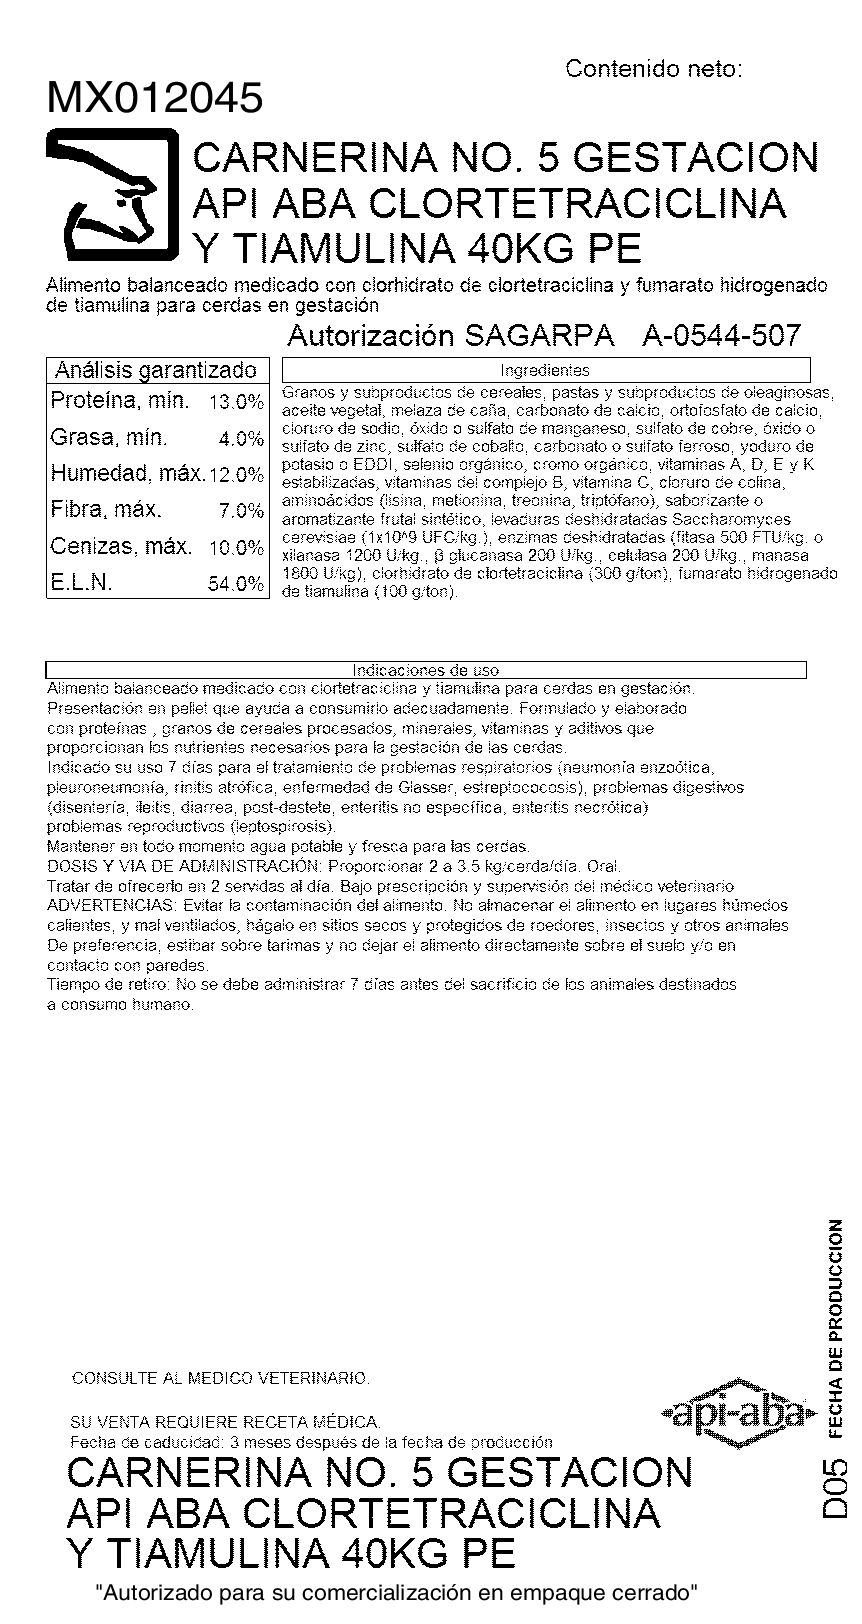 Contenido neto:
MX012045
CARNERINA NO. 5 GESTACION
API ABA CLORTETRACICLINA
Y TIAMULINA 40KG PE
Alimento balanceado medicado con clorhidrato de clortetraciclina y fumarato hidrogenado
de tiamulina para cerdas en gestación
Autorización SAGARPA A-0544-507
Análisis garantizado
Proteína, mín. 13.0%
Grasa, mín. 4.0%
Humedad, máx. 12.0%
Fibra, máx. 7.0%
Cenizas, máx. 10.0%
E.L.N. 54.0%
Ingredientes
Granos y subproductos de cereales, pastas y subproductos de oleaginosas,
aceite vegetal, melaza de caña, carbonato de calcio, ortofosfato de calcio,
cloruro de sodio, óxido o sulfato de manganeso, sulfato de cobre, óxido o
sulfato de zinc, sulfato de cobalto, carbonato o sulfato ferroso, yoduro de
potasio o EDDI, selenio orgánico, cromo orgánico, vitaminas A, D, E y K
estabilizadas, vitaminas del complejo B, vitamina C, cloruro de colina,
aminoácidos (lisina, metionina, treonina, triptófano), saborizante o
aromatizante frutal sintético, levaduras deshidratadas Saccharomyces
cerevisiae (1x10^9 UFC/kg.), enzimas deshidratadas (fitasa 500 FTU/kg. o
xilanasa 1200 U/kg., β glucanasa 200 U/kg., celulasa 200 U/kg., manasa
1800 U/kg), clorhidrato de clortetraciclina (300 g/ton), fumarato hidrogenado
de tiamulina (100 g/ton).
Indicaciones de uso
Alimento balanceado medicado con clortetraciclina y tiamulina para cerdas en gestación.
Presentación en pellet que ayuda a consumirlo adecuadamente. Formulado y elaborado
con proteínas , granos de cereales procesados, minerales, vitaminas y aditivos que
proporcionan los nutrientes necesarios para la gestación de las cerdas.
Indicado su uso 7 días para el tratamiento de problemas respiratorios (neumonía enzoótica,
pleuroneumonía, rinitis atrófica, enfermedad de Glasser, estreptococosis), problemas digestivos
(disentería, ileitis, diarrea, post-destete, enteritis no específica, enteritis necrótica)
problemas reproductivos (leptospirosis).
Mantener en todo momento agua potable y fresca para las cerdas.
DOSIS Y VIA DE ADMINISTRACIÓN: Proporcionar 2 a 3.5 kg/cerda/día. Oral.
Tratar de ofrecerlo en 2 servidas al día. Bajo prescripción y supervisión del médico veterinario
ADVERTENCIAS: Evitar la contaminación del alimento. No almacenar el alimento en lugares húmedos
calientes, y mal ventilados, hágalo en sitios secos y protegidos de roedores, insectos y otros animales
De preferencia, estibar sobre tarimas y no dejar el alimento directamente sobre el suelo y/o en
contacto con paredes.
Tiempo de retiro: No se debe administrar 7 días antes del sacrificio de los animales destinados
a consumo humano.
FECHA DE PRODUCCION
D05
CONSULTE AL MEDICO VETERINARIO.
api-aba
SU VENTA REQUIERE RECETA MÉDICA.
Fecha de caducidad: 3 meses después de la fecha de producción
CARNERINA NO. 5 GESTACION
API ABA CLORTETRACICLINA
Y TIAMULINA 40KG PE
"Autorizado para su comercialización en empaque cerrado"